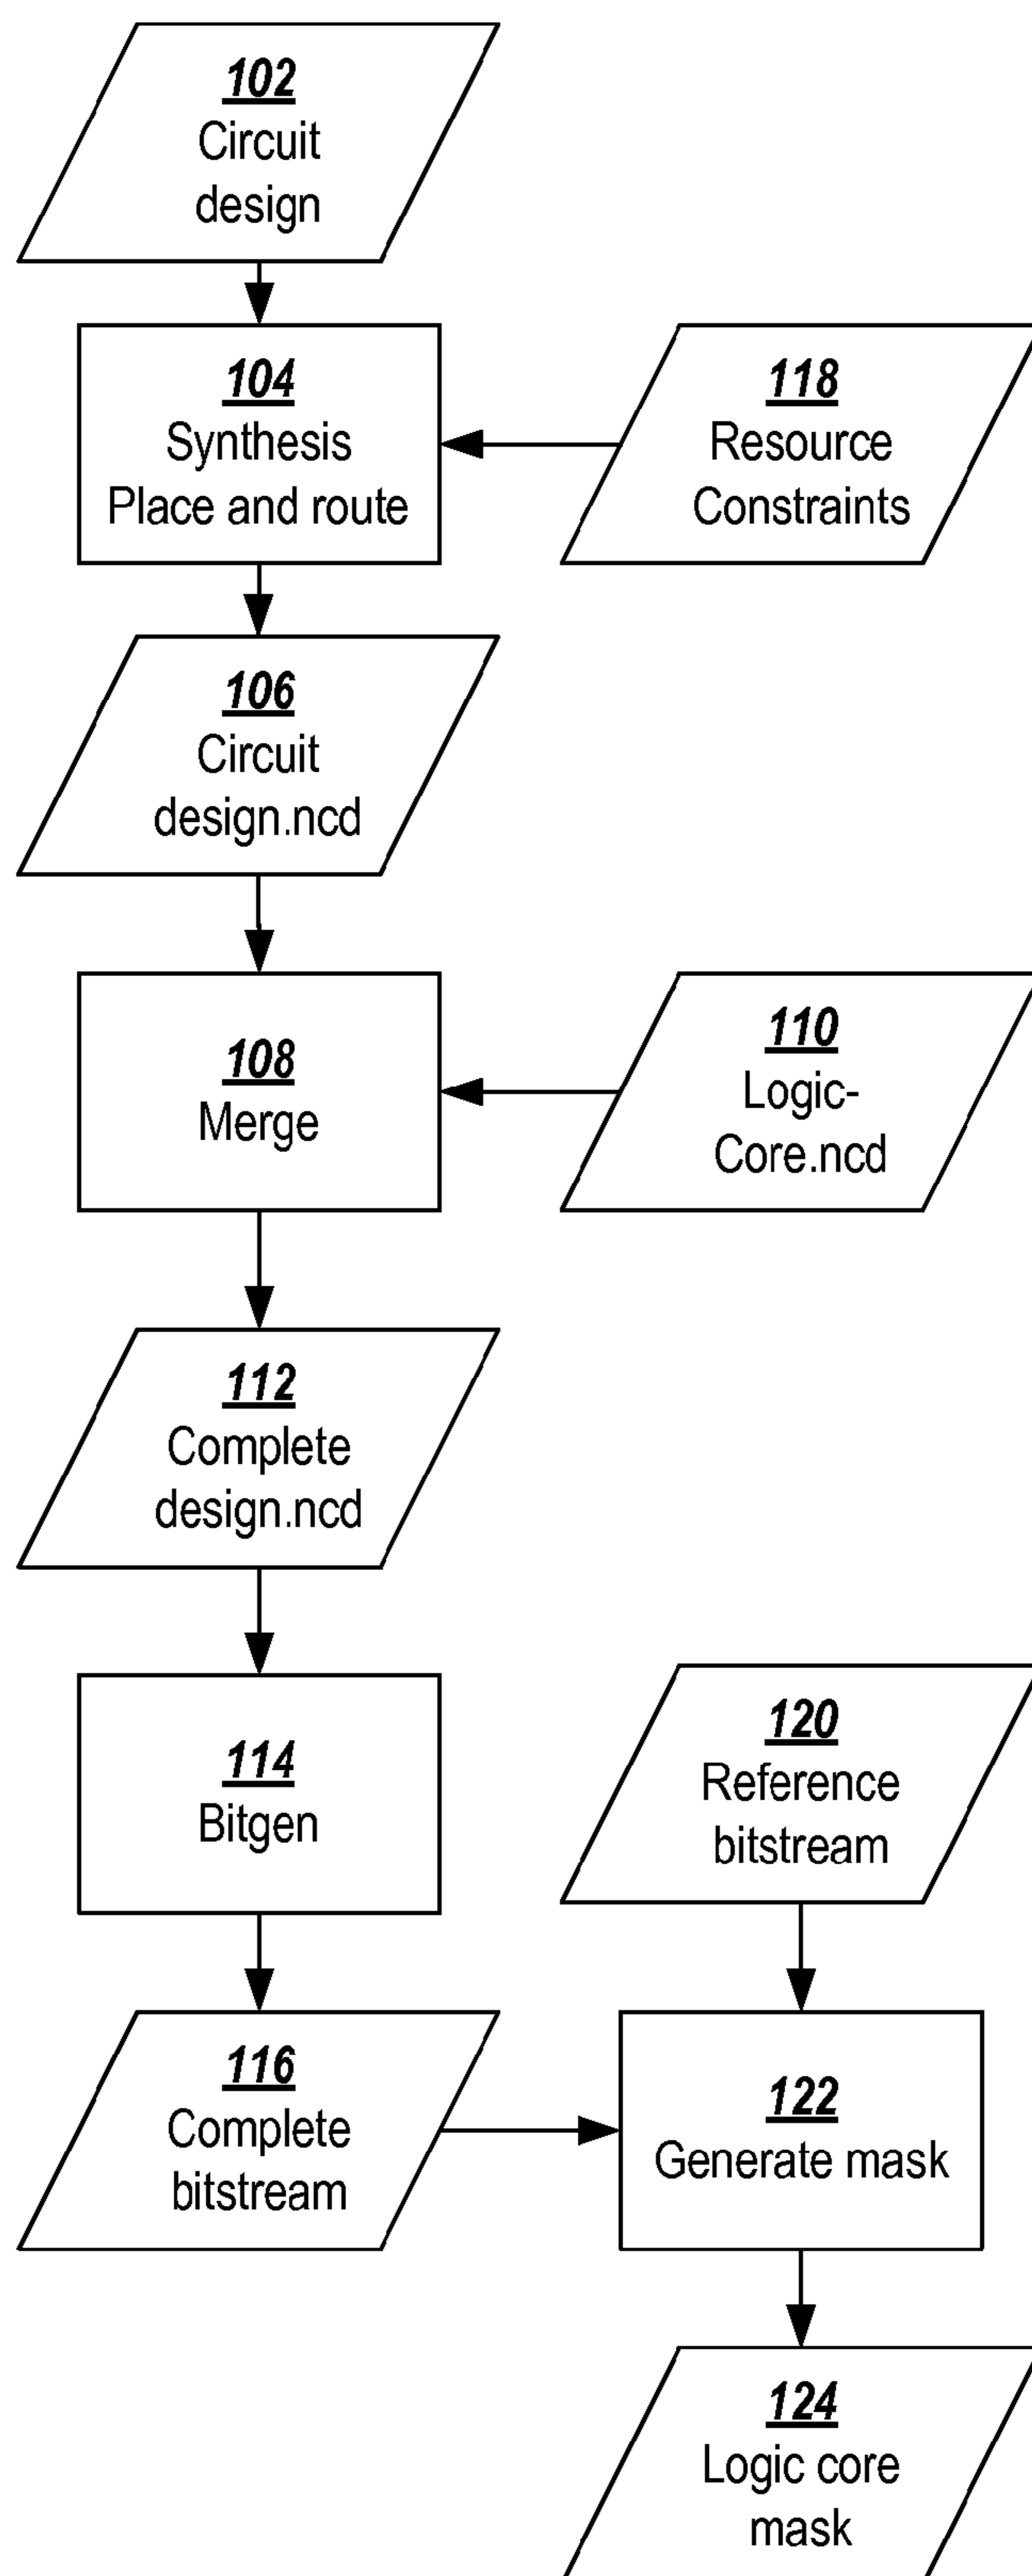 102
Circuit
design
104
Synthesis
Place and route
118
Resource
Constraints
106
Circuit
design.ncd
108
Merge
110
Logic-
Core.ncd
112
Complete
design.ncd
114
Bitgen
120
Reference
bitstream
116
Complete
bitstream
122
Generate mask
124
Logic core
mask